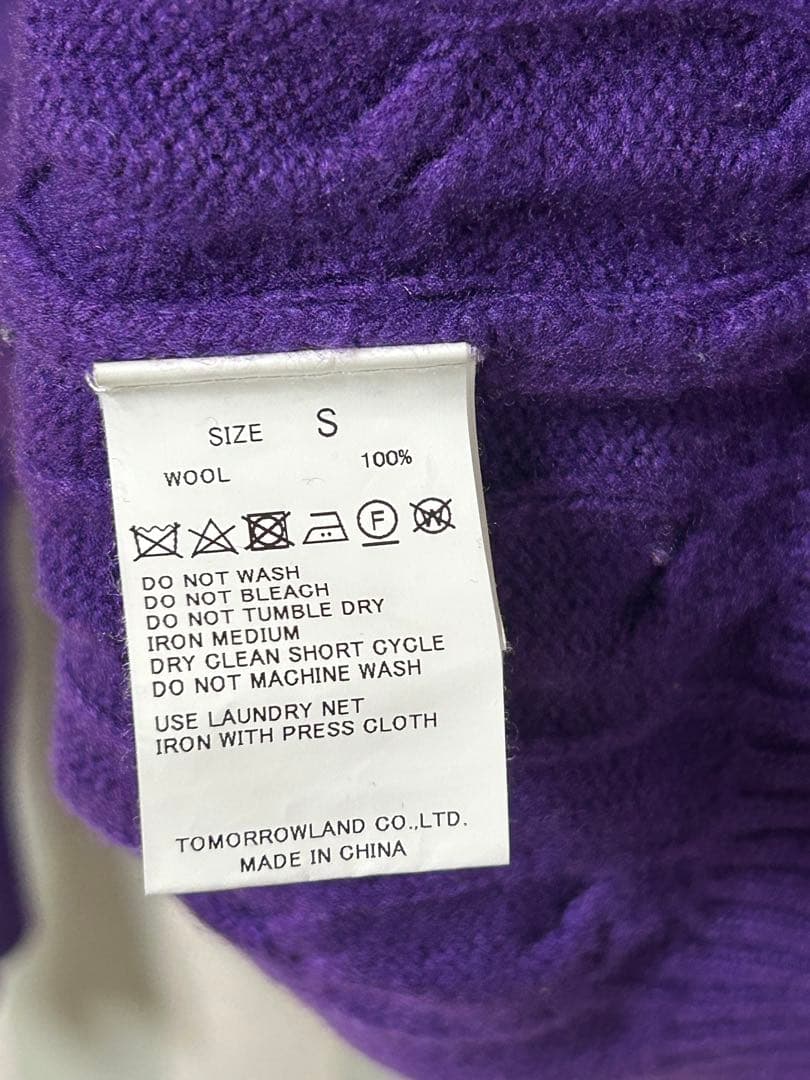 SIZE S
WOOL 100%
F W
DO NOT WASH
DO NOT BLEACH
DO NOT TUMBLE DRY
IRON MEDIUM
DRY CLEAN SHORT CYCLE
DO NOT MACHINE WASH
USE LAUNDRY NET
IRON WITH PRESS CLOTH
TOMORROWLAND CO.,LTD.
MADE IN CHINA